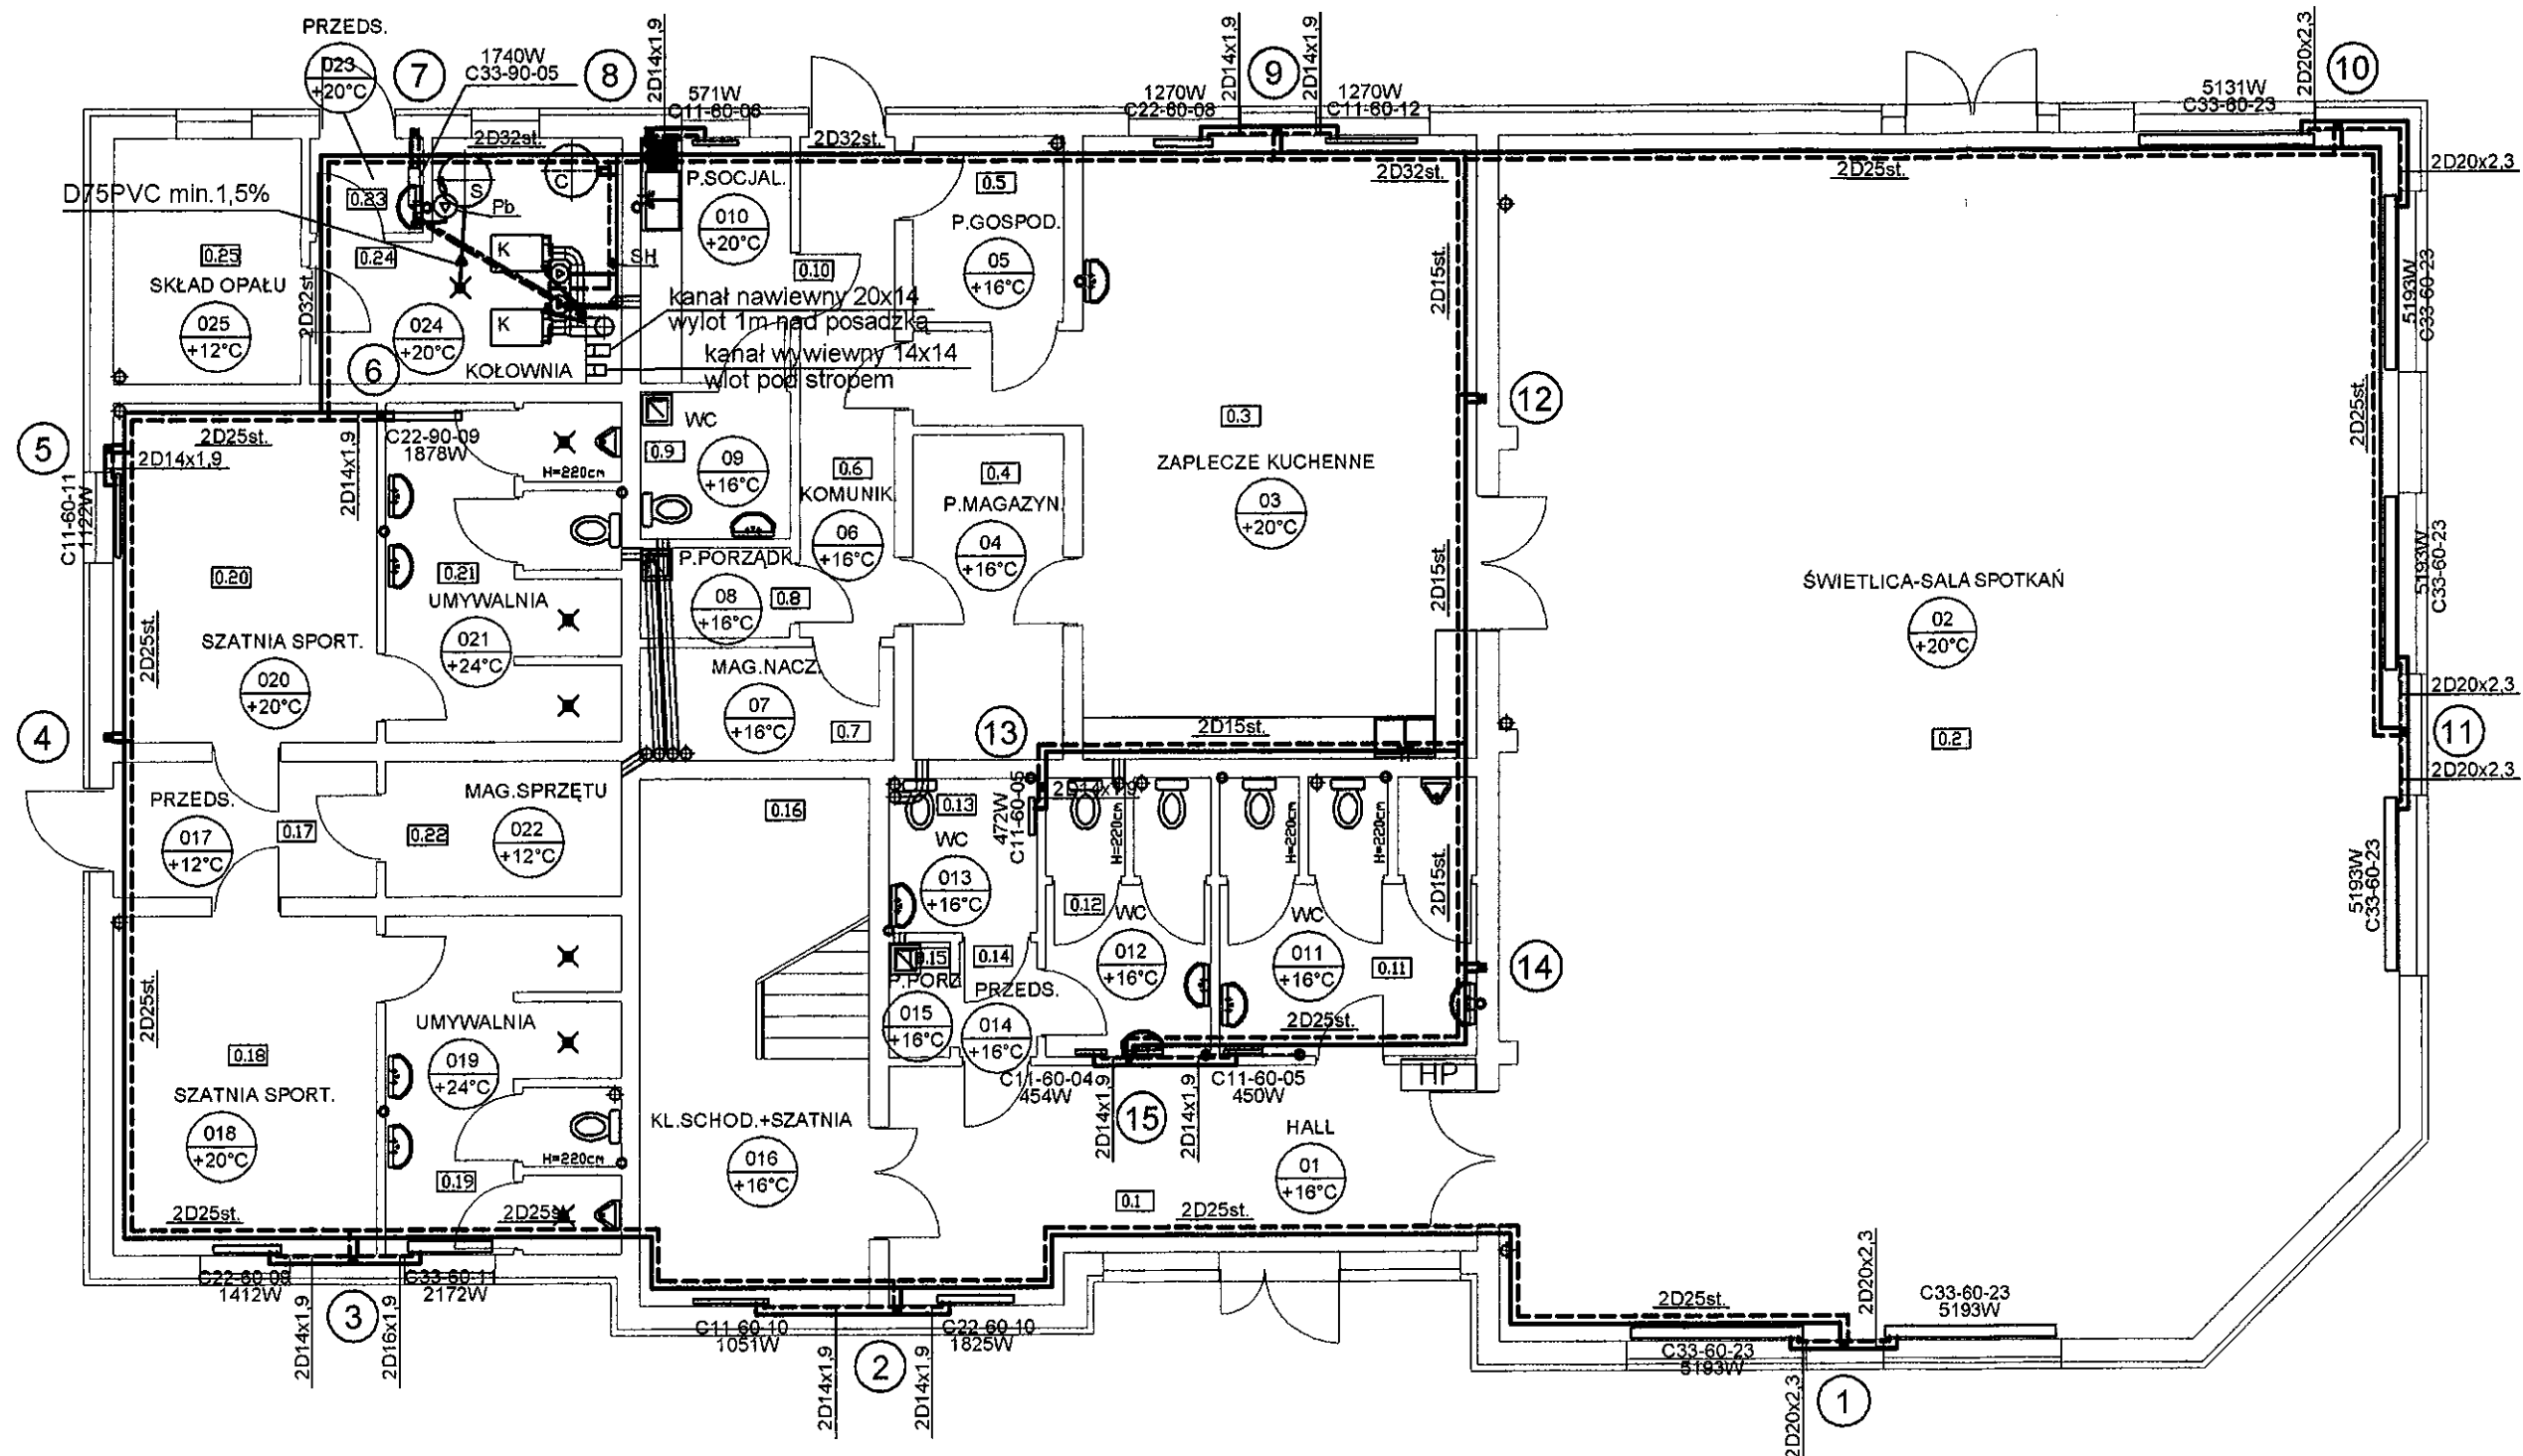 PRZEDS.
023
+20°C
7
1740W
C33-90-05
8
2D14x1,9
571W
C11-60-06
2D14x1,9
9
2D14x1,9
1270W
C22-60-08
1270W
C11-60-12
5131W
C33-60-23
2D20x2,3
10
2D32st.
2D32st.
2D32st.
2D25st.
2D20x2,3
D75PVC min.1,5%
0.23
S
C
Pb
P.SOCJAL.
010
+20°C
0.5
P.GOSPOD.
05
+16°C
0.25
SKŁAD OPAŁU
025
+12°C
2D32st.
0.24
K
K
SH
0.10
2D15st.
5193W
C33-60-23
kanał nawiewny 20x14
wylot 1m nad posadzką
kanał wywiewny 14x14
wlot pod stropem
024
+20°C
KOŁOWNIA
6
12
5
2D25st.
2D14x1,9
2D14x1,9
C22-90-09
1878W
H=220cm
WC
0.9
09
+16°C
0.6
KOMUNIK
06
+16°C
0.4
P.MAGAZYN.
04
+16°C
0.3
ZAPLECZE KUCHENNE
03
+20°C
2D25st.
C11-60-11
1122W
0.20
SZATNIA SPORT.
020
+20°C
2D25st.
0.21
UMYWALNIA
021
+24°C
P.PORZĄDK.
08
+16°C
0.8
2D15st.
ŚWIETLICA-SALA SPOTKAŃ
02
+20°C
5193W
C33-60-23
MAG.NACZ.
07
+16°C
0.7
13
2D15st.
0.2
2D20x2,3
11
2D20x2,3
4
PRZEDS.
017
+12°C
0.17
0.22
MAG.SPRZĘTU
022
+12°C
0.16
0.13
WC
013
+16°C
472W
C11-60-05
2D14x1,9
H=220cm
H=220cm
H=220cm
2D15st.
5193W
C33-60-23
0.12
WC
012
+16°C
WC
011
+16°C
0.11
14
2D25st.
0.15
P.PORZ
015
+16°C
0.14
PRZEDS.
014
+16°C
2D25st.
0.18
SZATNIA SPORT.
018
+20°C
UMYWALNIA
019
+24°C
H=220cm
0.19
KL.SCHOD.+SZATNIA
016
+16°C
C11-60-04
454W
2D14x1,9
15
2D14x1,9
C11-60-05
450W
HP
HALL
01
+16°C
0.1
2D25st.
2D25st.
2D25st.
C22-60-08
1412W
2D14x1,9
3
2D16x1,9
C33-60-11
2172W
C11-60-10
1051W
2D14x1,9
2
2D14x1,9
C22-60-10
1825W
2D25st.
2D20x2,3
C33-60-23
5193W
C33-60-23
5193W
2D20x2,3
1